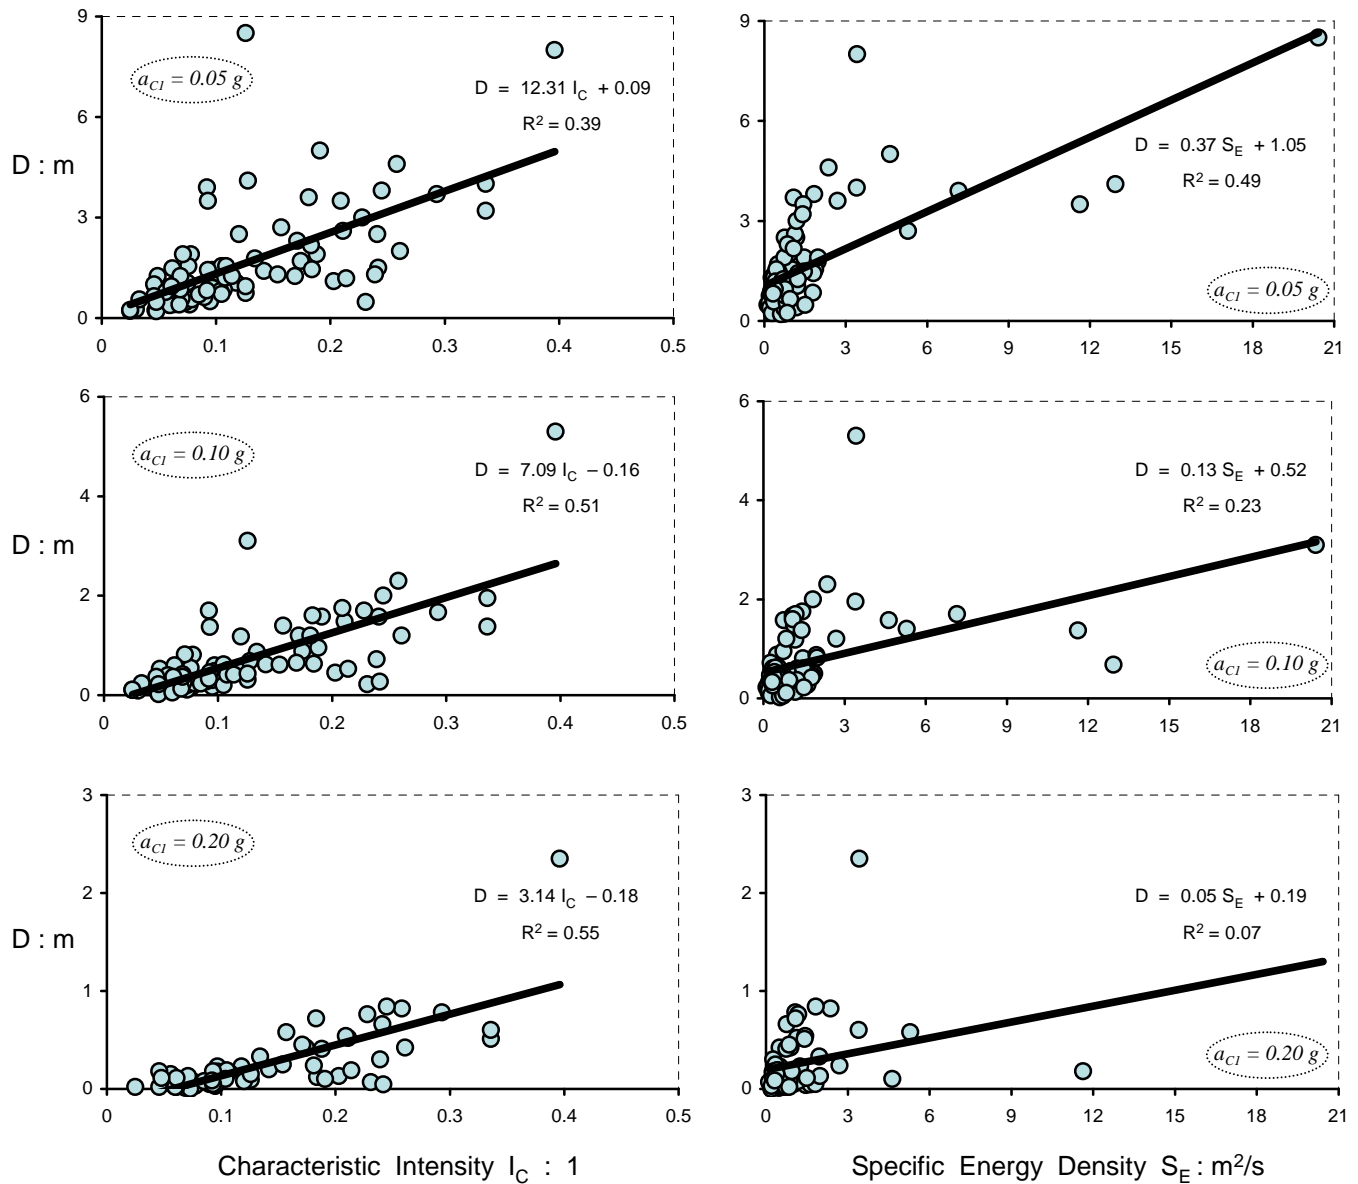 9
6
3
0
0
0.1
0.2
0.3
0.4
0.5
D : m
a_C1 = 0.05 g
D = 12.31 I_C + 0.09
R² = 0.39
9
6
3
0
0
3
6
9
12
15
18
21
D = 0.37 S_E + 1.05
R² = 0.49
a_C1 = 0.05 g
6
4
2
0
0
0.1
0.2
0.3
0.4
0.5
D : m
a_C1 = 0.10 g
D = 7.09 I_C – 0.16
R² = 0.51
6
4
2
0
0
3
6
9
12
15
18
21
D = 0.13 S_E + 0.52
R² = 0.23
a_C1 = 0.10 g
3
2
1
0
0
0.1
0.2
0.3
0.4
0.5
D : m
a_C1 = 0.20 g
D = 3.14 I_C – 0.18
R² = 0.55
3
2
1
0
0
3
6
9
12
15
18
21
D = 0.05 S_E + 0.19
R² = 0.07
a_C1 = 0.20 g
Characteristic Intensity I_C : 1
Specific Energy Density S_E : m²/s